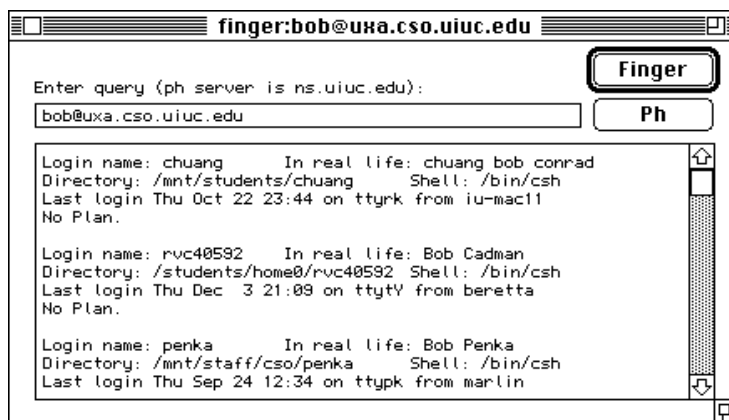 finger:bob@uxa.cso.uiuc.edu
Finger
Enter query (ph server is ns.uiuc.edu):
bob@uxa.cso.uiuc.edu
Ph
Login name: chuang In real life: chuang bob conrad
Directory: /mnt/students/chuang Shell: /bin/csh
Last login Thu Oct 22 23:44 on ttyrk from iu-mac11
No Plan.
Login name: rvc40592 In real life: Bob Cadman
Directory: /students/home0/rvc40592 Shell: /bin/csh
Last login Thu Dec 3 21:09 on ttytY from beretta
No Plan.
Login name: penka In real life: Bob Penka
Directory: /mnt/staff/cso/penka Shell: /bin/csh
Last login Thu Sep 24 12:34 on ttypk from marlin